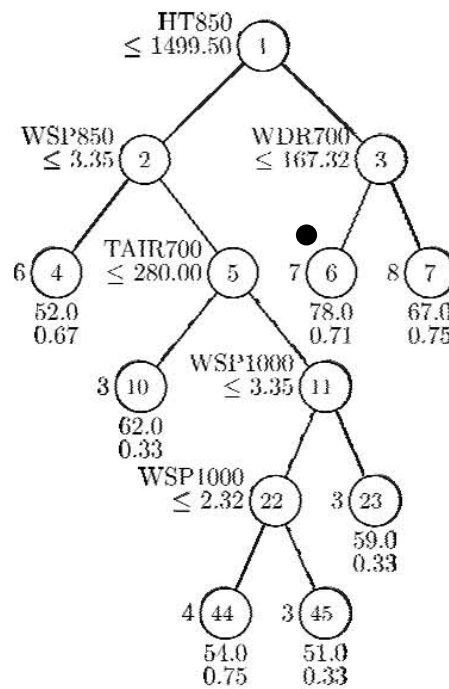 HT850
≤ 1499.50 1
WSP850 WDR700
≤ 3.35 2 ≤ 167.32 3
TAIR700
6 4 ≤ 280.00 5 7 6 8 7
52.0 78.0 67.0
0.67 0.71 0.75
WSP1000
3 10 ≤ 3.35 11
62.0
0.33
WSP1000
≤ 2.32 22 3 23
59.0
0.33
4 44 3 45
54.0 51.0
0.75 0.33